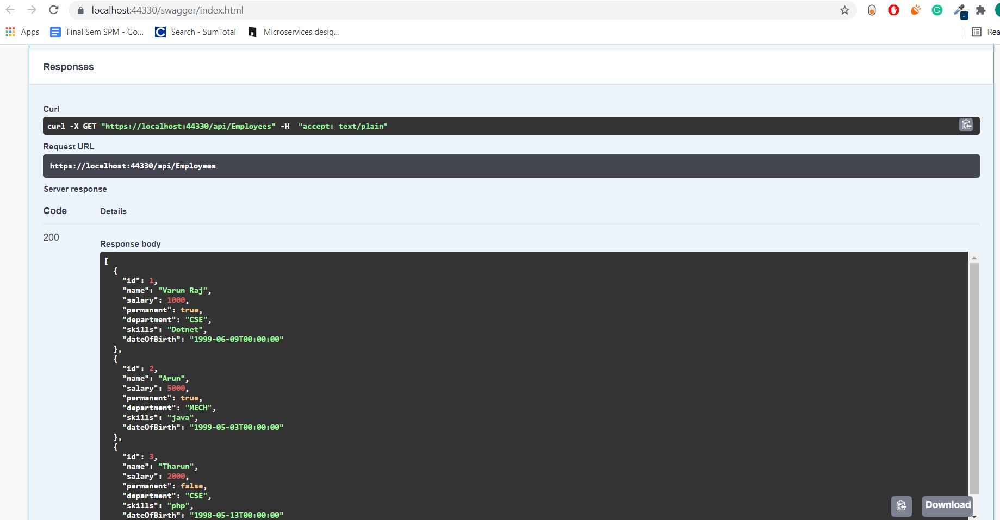 localhost:44330/swagger/index.html
Apps
Final Sem SPM - Go...
Search - SumTotal
Microservices desig...
Rea
Responses
Curl
curl -X GET "https://localhost:44330/api/Employees" -H  "accept: text/plain"
Request URL
https://localhost:44330/api/Employees
Server response
Code Details
200
Response body
[
  {
    "id": 1,
    "name": "Varun Raj",
    "salary": 1000,
    "permanent": true,
    "department": "CSE",
    "skills": "Dotnet",
    "dateOfBirth": "1999-06-09T00:00:00"
  },
  {
    "id": 2,
    "name": "Arun",
    "salary": 5000,
    "permanent": true,
    "department": "MECH",
    "skills": "java",
    "dateOfBirth": "1999-05-03T00:00:00"
  },
  {
    "id": 3,
    "name": "Tharun",
    "salary": 2000,
    "permanent": false,
    "department": "CSE",
    "skills": "php",
    "dateOfBirth": "1998-05-13T00:00:00"
Download